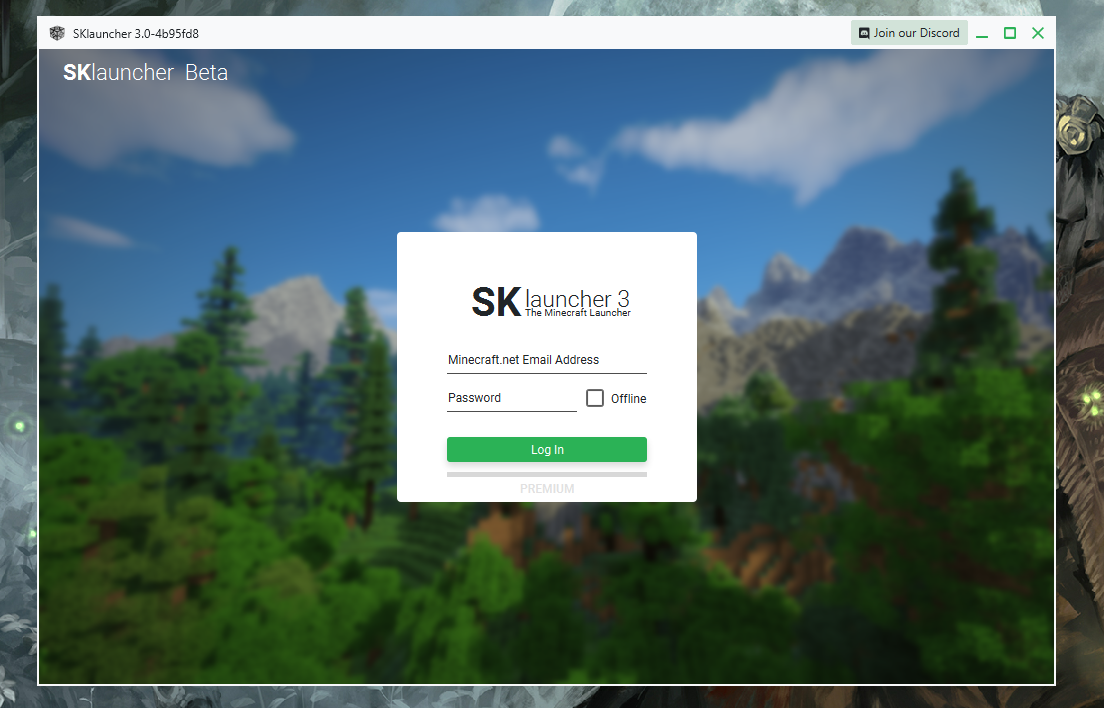 SKlauncher 3.0-4b95fd8
Join our Discord
SKlauncher Beta
SK launcher 3
The Minecraft Launcher
Minecraft.net Email Address
Password
Offline
Log In
PREMIUM